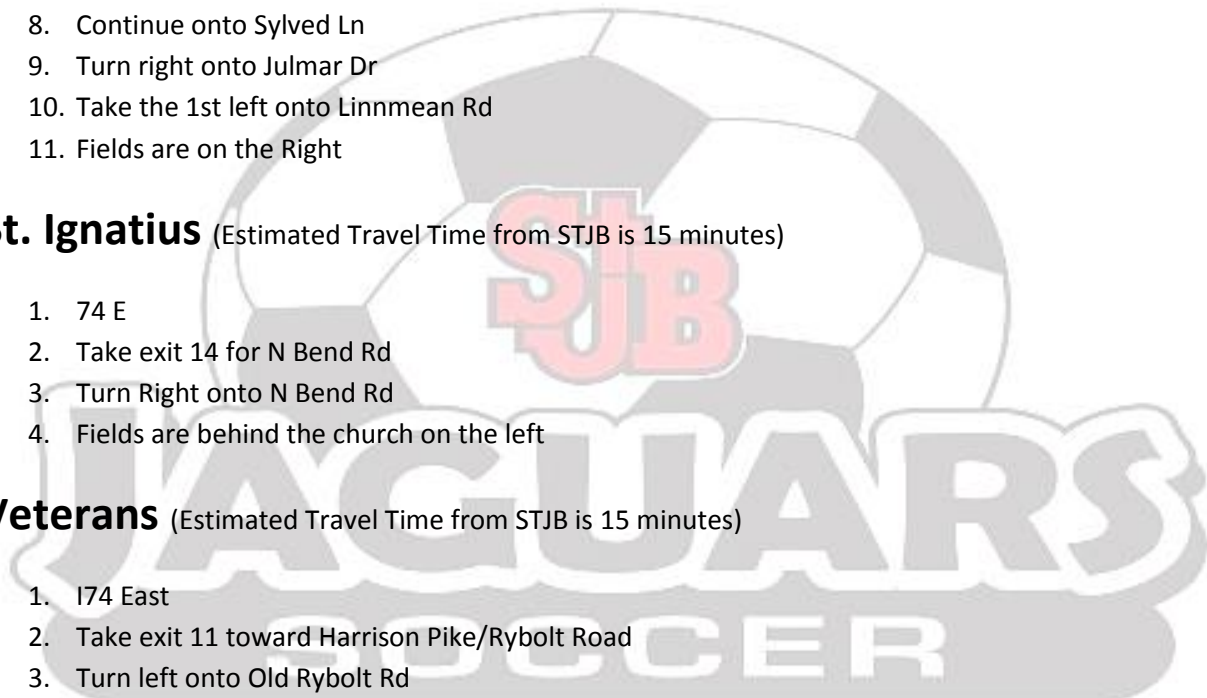 8. Continue onto Sylved Ln
9. Turn right onto Julmar Dr
10. Take the 1st left onto Linnmean Rd
11. Fields are on the Right
t. Ignatius (Estimated Travel Time from STJB is 15 minutes)
STJB
1. 74 E
2. Take exit 14 for N Bend Rd
3. Turn Right onto N Bend Rd
4. Fields are behind the church on the left
JAGUARS
Veterans (Estimated Travel Time from STJB is 15 minutes)
1. I74 East
2. Take exit 11 toward Harrison Pike/Rybolt Road
3. Turn left onto Old Rybolt Rd
SOCCER